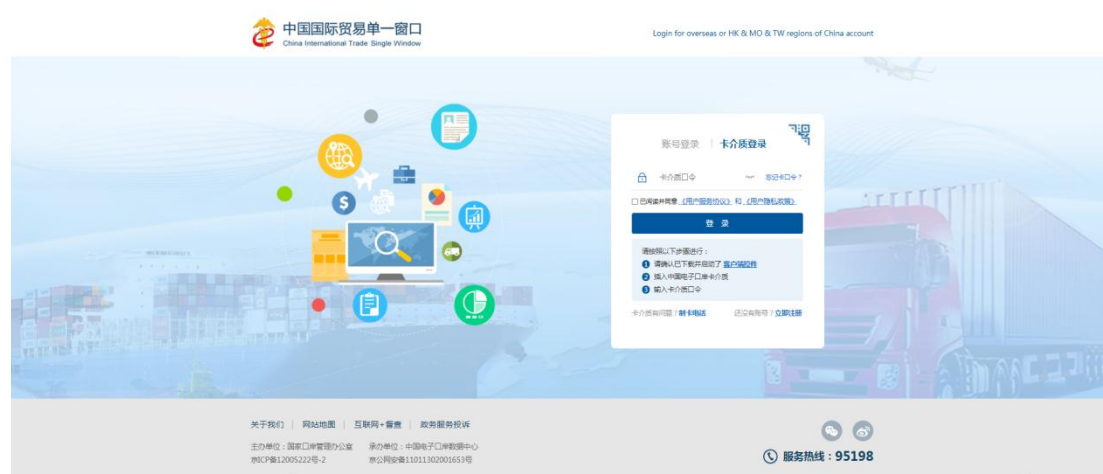 中国国际贸易单一窗口
China International Trade Single Window
Login for overseas or HK & MO & TW regions of China account
账号登录 | 卡介质登录
卡介质口令 忘记卡口令？
已阅读并同意《用户服务协议》和《用户隐私政策》
登 录
请按照以下步骤进行：
1 请确认已下载并启动了 客户端控件
2 插入中国电子口岸卡介质
3 输入卡介质口令
卡介质有问题？制卡电话 还没有账号？立即注册
关于我们 | 网站地图 | 互联网+督查 | 政务服务投诉
主办单位：国家口岸管理办公室 承办单位：中国电子口岸数据中心
京ICP备12005222号-2 京公网安备11011302001653号
服务热线：95198